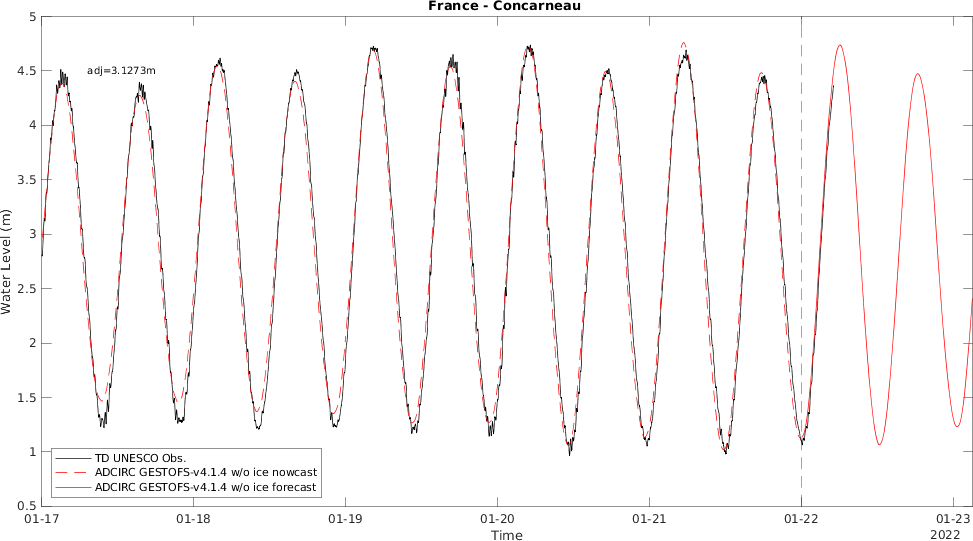 France - Concarneau
adj=3.1273m
Water Level (m)
5
4.5
4
3.5
3
2.5
2
1.5
1
0.5
TD UNESCO Obs.
ADCIRC GESTOFS-v4.1.4 w/o ice nowcast
ADCIRC GESTOFS-v4.1.4 w/o ice forecast
01-17 01-18 01-19 01-20 01-21 01-22 01-23
Time
2022